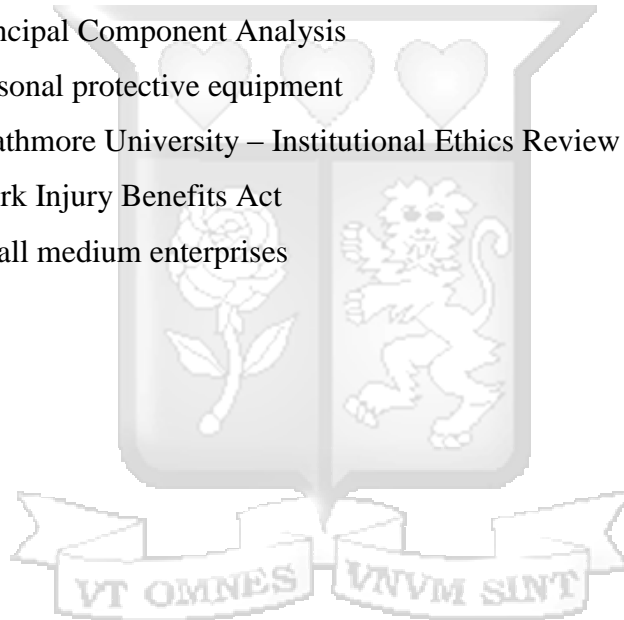 ncipal Component Analysis
sonal protective equipment
athmore University – Institutional Ethics Review
rk Injury Benefits Act
all medium enterprises
VT OMNES VNVM SINT